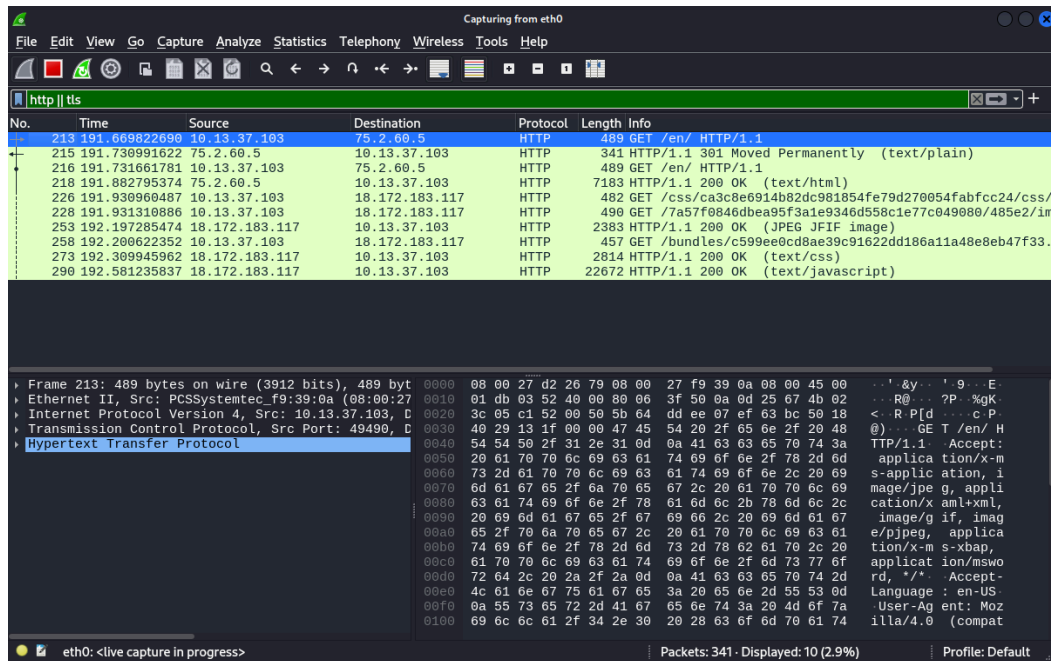 Capturing from eth0
File Edit View Go Capture Analyze Statistics Telephony Wireless Tools Help
http || tls
No. Time Source Destination Protocol Length Info
213 191.669822690 10.13.37.103 75.2.60.5 HTTP 489 GET /en/ HTTP/1.1
215 191.730991622 75.2.60.5 10.13.37.103 HTTP 341 HTTP/1.1 301 Moved Permanently (text/plain)
216 191.731661781 10.13.37.103 75.2.60.5 HTTP 489 GET /en/ HTTP/1.1
218 191.882795374 75.2.60.5 10.13.37.103 HTTP 7183 HTTP/1.1 200 OK (text/html)
226 191.930960487 10.13.37.103 18.172.183.117 HTTP 482 GET /css/ca3c8e6914b82dc981854fe79d270054fabfcc24/css/
228 191.931310886 10.13.37.103 18.172.183.117 HTTP 490 GET /7a57f0846dbea95f3a1e9346d558c1e77c049080/485e2/im
253 192.197285474 18.172.183.117 10.13.37.103 HTTP 2383 HTTP/1.1 200 OK (JPEG JFIF image)
258 192.200622352 10.13.37.103 18.172.183.117 HTTP 457 GET /bundles/c599ee0cd8ae39c91622dd186a11a48e8eb47f33.
273 192.309945962 18.172.183.117 10.13.37.103 HTTP 2814 HTTP/1.1 200 OK (text/css)
290 192.581235837 18.172.183.117 10.13.37.103 HTTP 22672 HTTP/1.1 200 OK (text/javascript)
Frame 213: 489 bytes on wire (3912 bits), 489 byt
Ethernet II, Src: PCSSystemtec_f9:39:0a (08:00:27
Internet Protocol Version 4, Src: 10.13.37.103, D
Transmission Control Protocol, Src Port: 49490, D
Hypertext Transfer Protocol
0000 08 00 27 d2 26 79 08 00 27 f9 39 0a 08 00 45 00 ··'·&y·· '·9···E·
0010 01 db 03 52 40 00 80 06 3f 50 0a 0d 25 67 4b 02 ···R@··· ?P··%gK·
0020 3c 05 c1 52 00 50 5b 64 dd ee 07 ef 63 bc 50 18 <··R·P[d ····c·P·
0030 40 29 13 1f 00 00 47 45 54 20 2f 65 6e 2f 20 48 @)····GE T /en/ H
0040 54 54 50 2f 31 2e 31 0d 0a 41 63 63 65 70 74 3a TTP/1.1· ·Accept:
0050 20 61 70 70 6c 69 63 61 74 69 6f 6e 2f 78 2d 6d applica tion/x-m
0060 73 2d 61 70 70 6c 69 63 61 74 69 6f 6e 2c 20 69 s-applic ation, i
0070 6d 61 67 65 2f 6a 70 65 67 2c 20 61 70 70 6c 69 mage/jpe g, appli
0080 63 61 74 69 6f 6e 2f 78 61 6d 6c 2b 78 6d 6c 2c cation/x aml+xml,
0090 20 69 6d 61 67 65 2f 67 69 66 2c 20 69 6d 61 67 image/g if, imag
00a0 65 2f 70 6a 70 65 67 2c 20 61 70 70 6c 69 63 61 e/pjpeg, applica
00b0 74 69 6f 6e 2f 78 2d 6d 73 2d 78 62 61 70 2c 20 tion/x-m s-xbap,
00c0 61 70 70 6c 69 63 61 74 69 6f 6e 2f 6d 73 77 6f applicat ion/mswo
00d0 72 64 2c 20 2a 2f 2a 0d 0a 41 63 63 65 70 74 2d rd, */*· ·Accept-
00e0 4c 61 6e 67 75 61 67 65 3a 20 65 6e 2d 55 53 0d Language : en-US·
00f0 0a 55 73 65 72 2d 41 67 65 6e 74 3a 20 4d 6f 7a ·User-Ag ent: Moz
0100 69 6c 6c 61 2f 34 2e 30 20 28 63 6f 6d 70 61 74 illa/4.0 (compat
eth0: <live capture in progress> Packets: 341 · Displayed: 10 (2.9%) Profile: Default